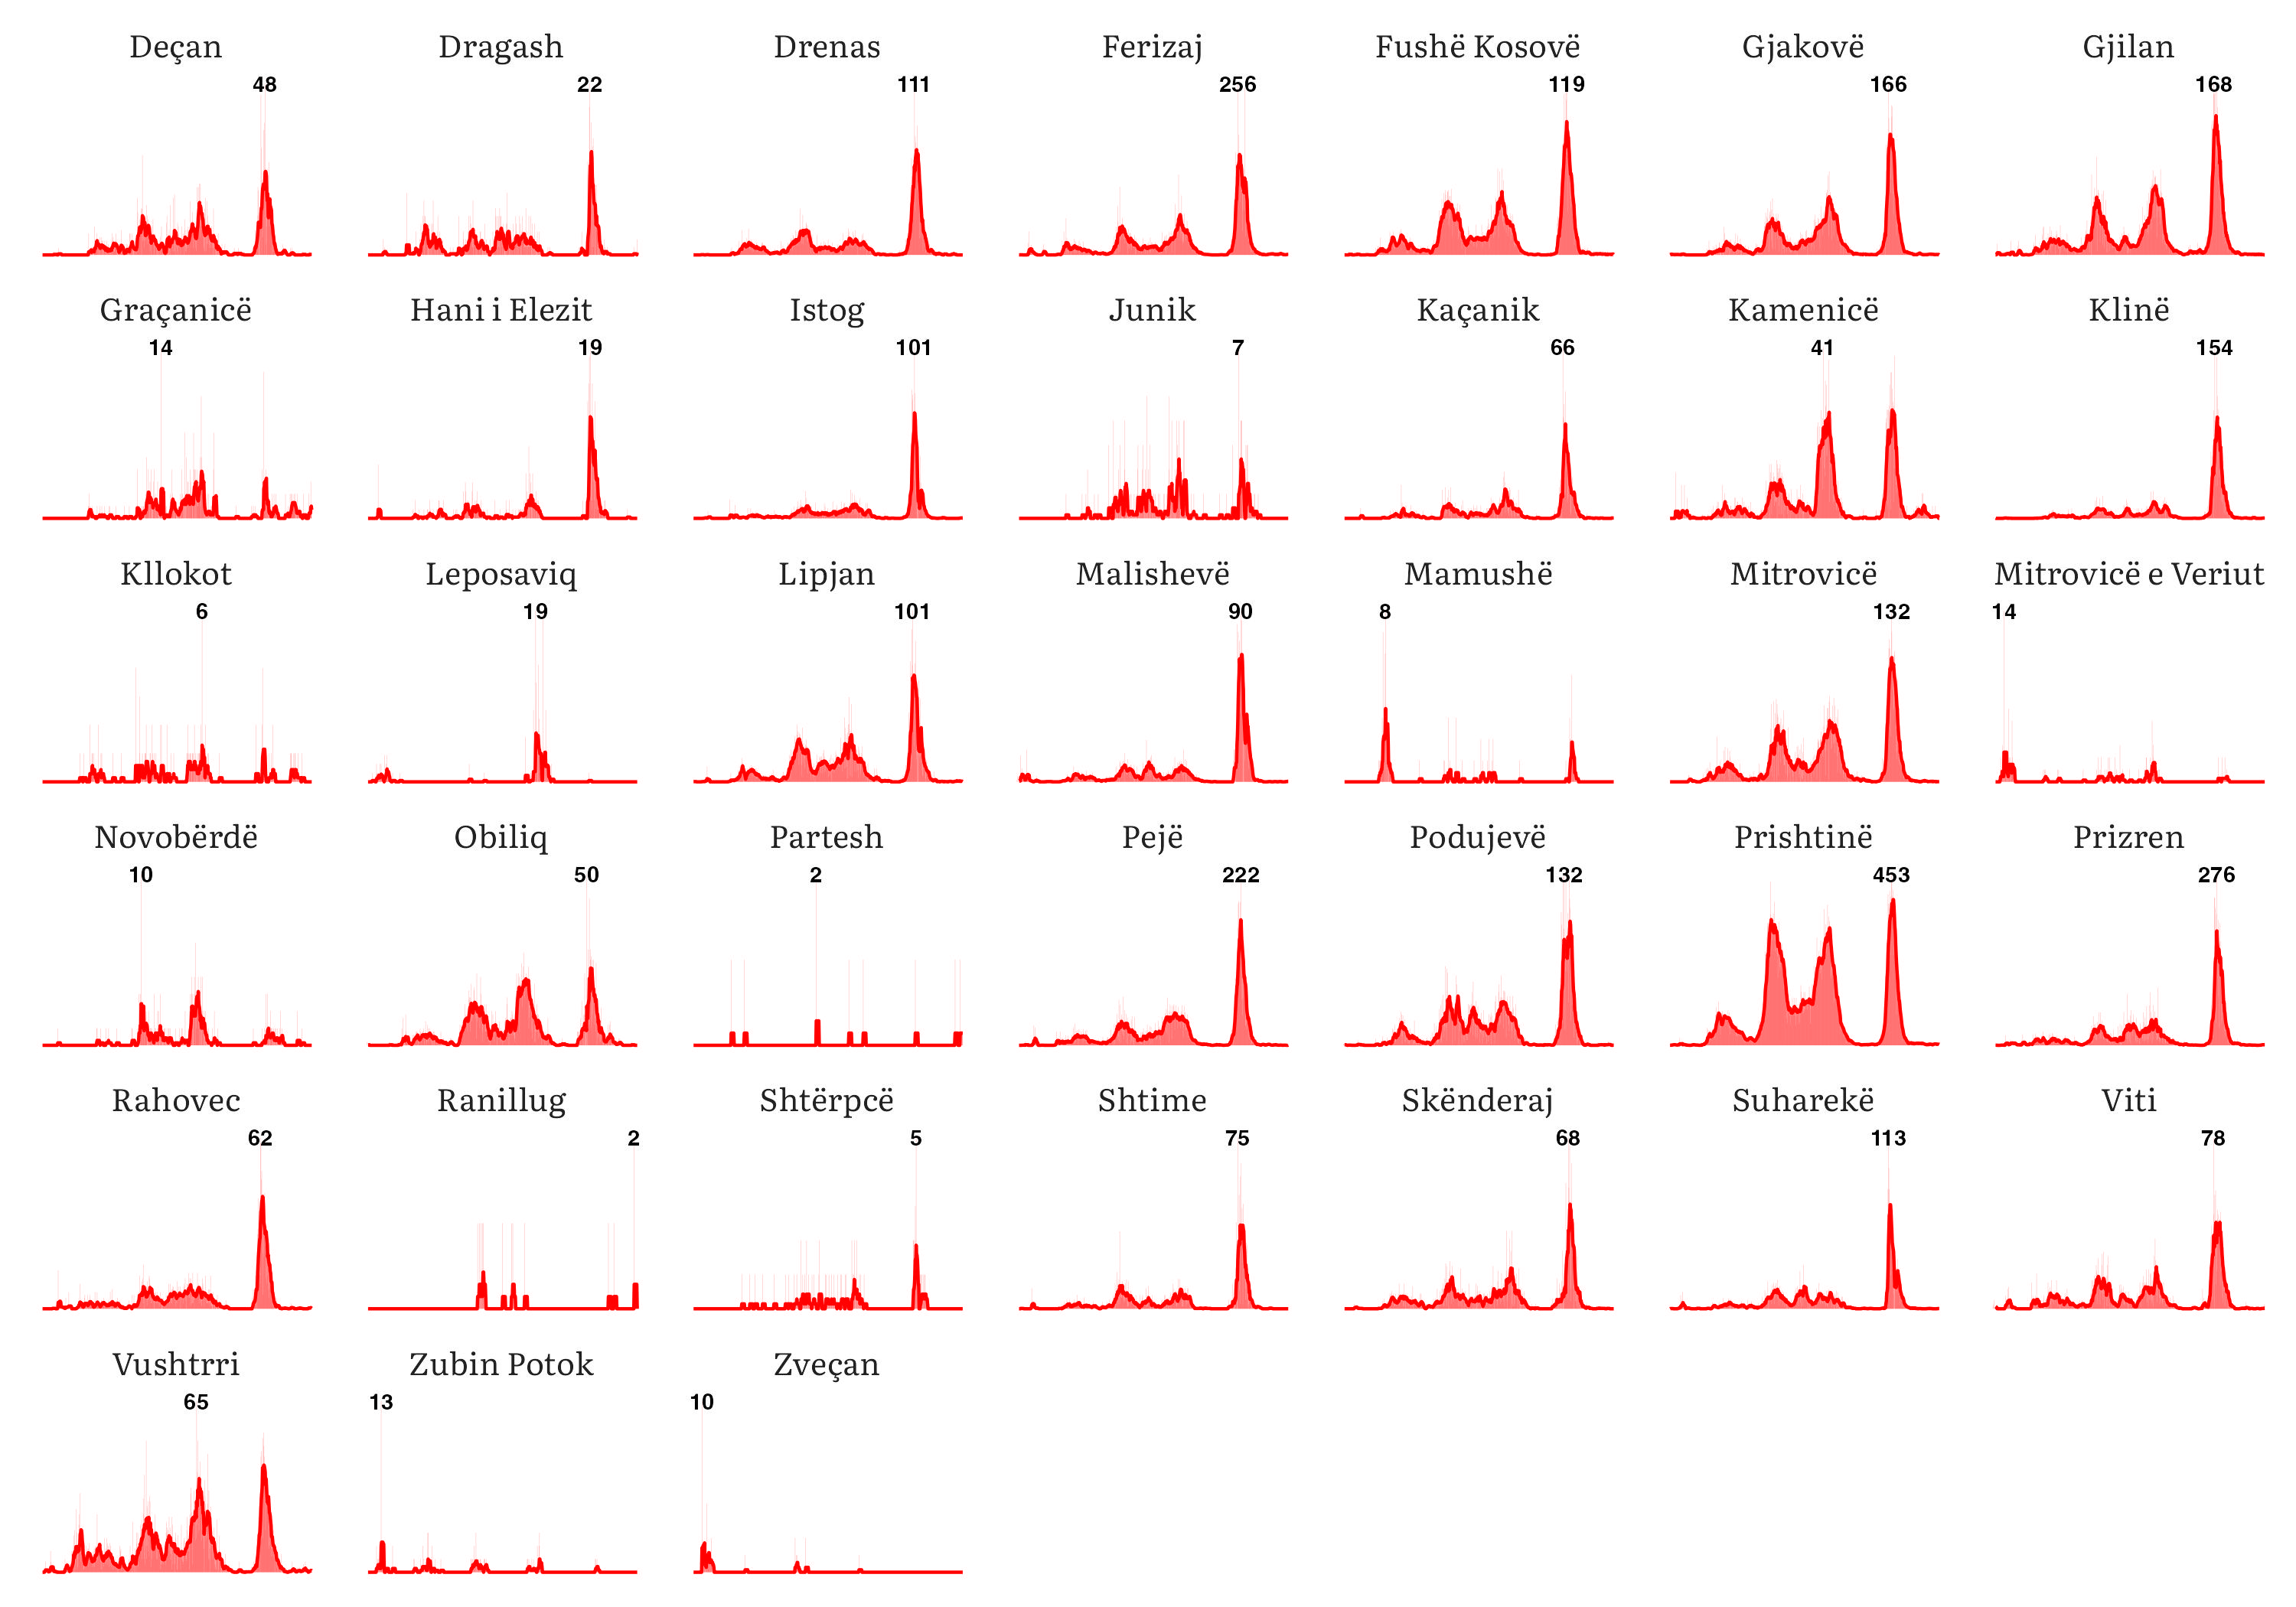 Deçan Dragash Drenas Ferizaj Fushë Kosovë Gjakovë Gjilan
48 22 111 256 119 166 168
Graçanicë Hani i Elezit Istog Junik Kaçanik Kamenicë Klinë
14 19 101 7 66 41 154
Kllokot Leposaviq Lipjan Malishevë Mamushë Mitrovicë Mitrovicë e Veriut
6 19 101 90 8 132 14
Novobërdë Obiliq Partesh Pejë Podujevë Prishtinë Prizren
10 50 2 222 132 453 276
Rahovec Ranillug Shtërpcë Shtime Skënderaj Suharekë Viti
62 2 5 75 68 113 78
Vushtrri Zubin Potok Zveçan
65 13 10